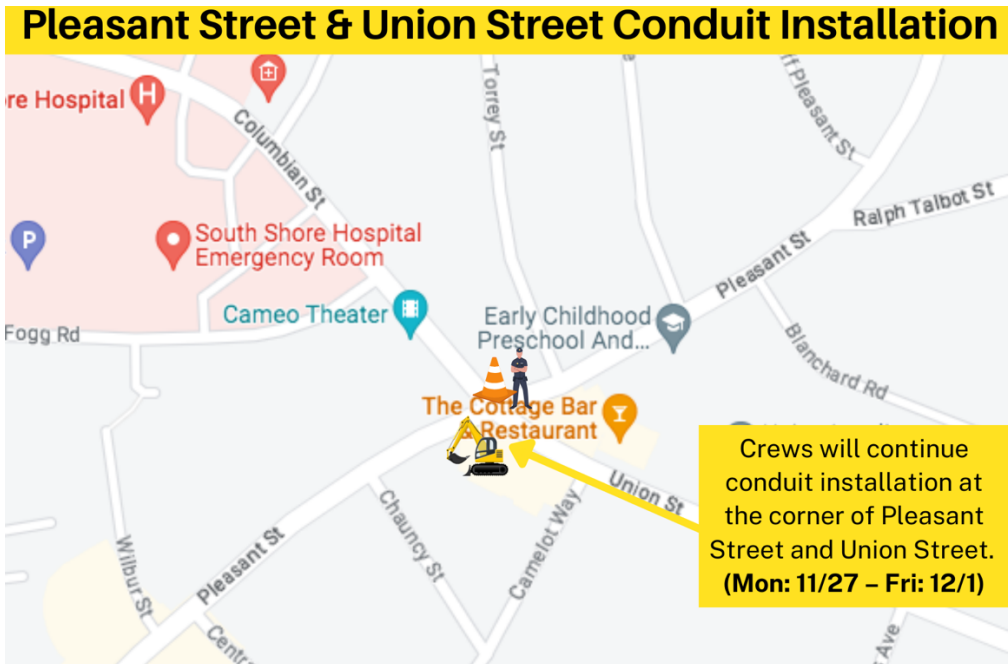 Pleasant Street & Union Street Conduit Installation
re Hospital
H
Columbian St
Torrey St
Pleasant St
Ralph Talbot St
P
South Shore Hospital
Emergency Room
Pleasant St
Cameo Theater
Early Childhood
Preschool And...
Fogg Rd
Blanchard Rd
The Cottage Bar
& Restaurant
Crews will continue
conduit installation at
the corner of Pleasant
Street and Union Street.
(Mon: 11/27 – Fri: 12/1)
Union St
Chauncy St
Camelot Way
Wilbur St
Pleasant St
Centr
Ave